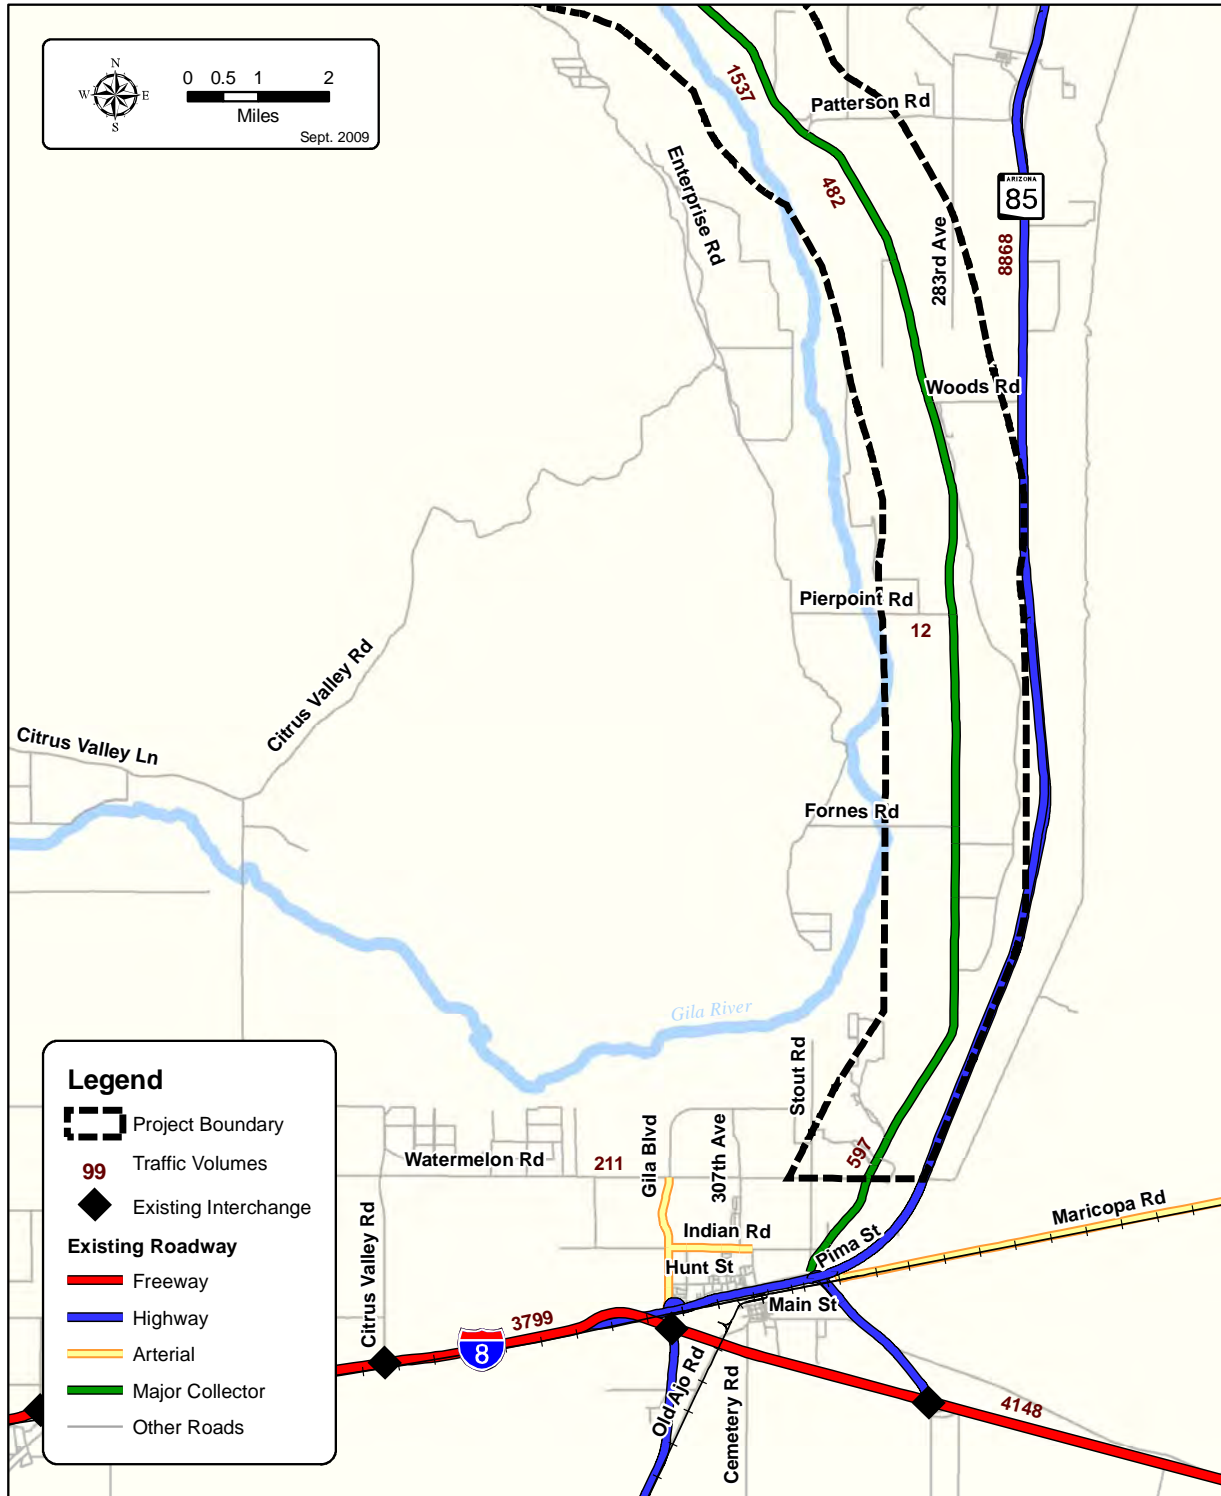 N
W E
S
0 0.5 1 2
Miles
Sept. 2009
1537
Patterson Rd
Enterprise Rd
482
ARIZONA
85
283rd Ave
8868
Woods Rd
Pierpoint Rd
12
Citrus Valley Rd
Citrus Valley Ln
Fornes Rd
Gila River
Stout Rd
597
Gila Blvd
307th Ave
Watermelon Rd
211
Maricopa Rd
Indian Rd
Pima St
Hunt St
Main St
Citrus Valley Rd
3799
8
Old Ajo Rd
Cemetery Rd
4148
Legend
Project Boundary
99 Traffic Volumes
Existing Interchange
Existing Roadway
Freeway
Highway
Arterial
Major Collector
Other Roads